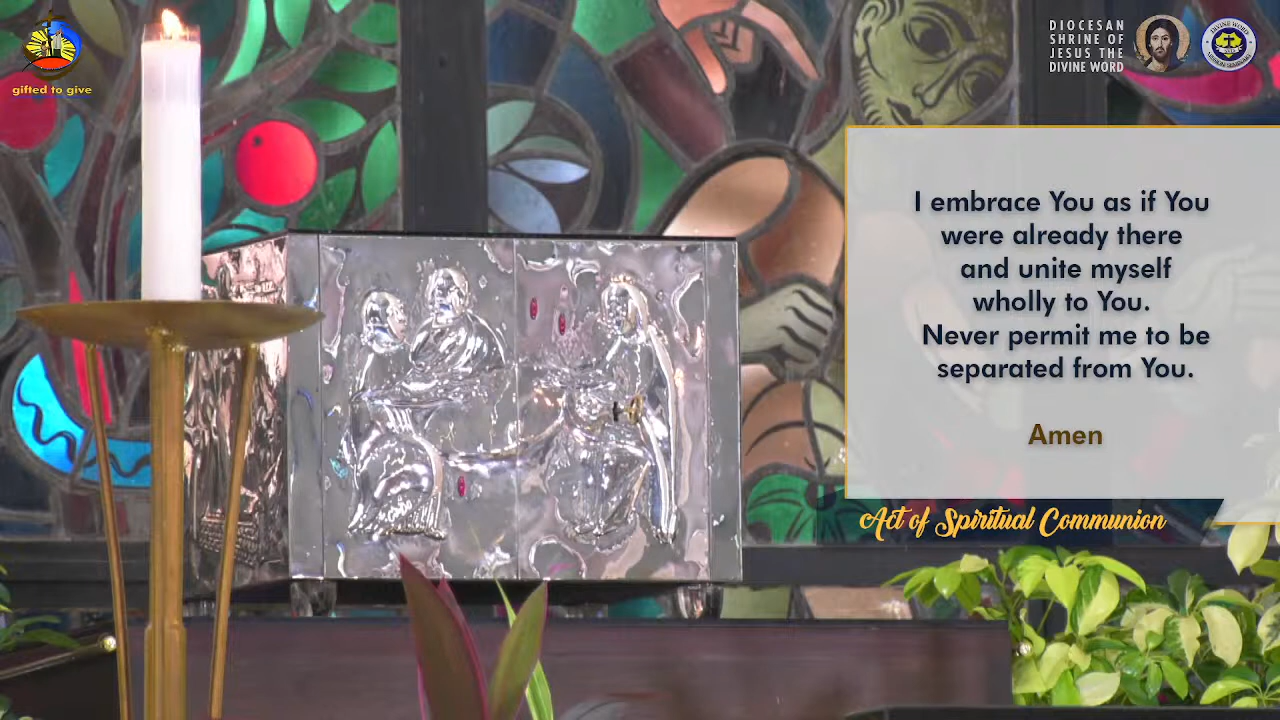 gifted to give
DIOCESAN
SHRINE OF
JESUS THE
DIVINE WORD
I embrace You as if You
were already there
and unite myself
wholly to You.
Never permit me to be
separated from You.
Amen
Act of Spiritual Communion